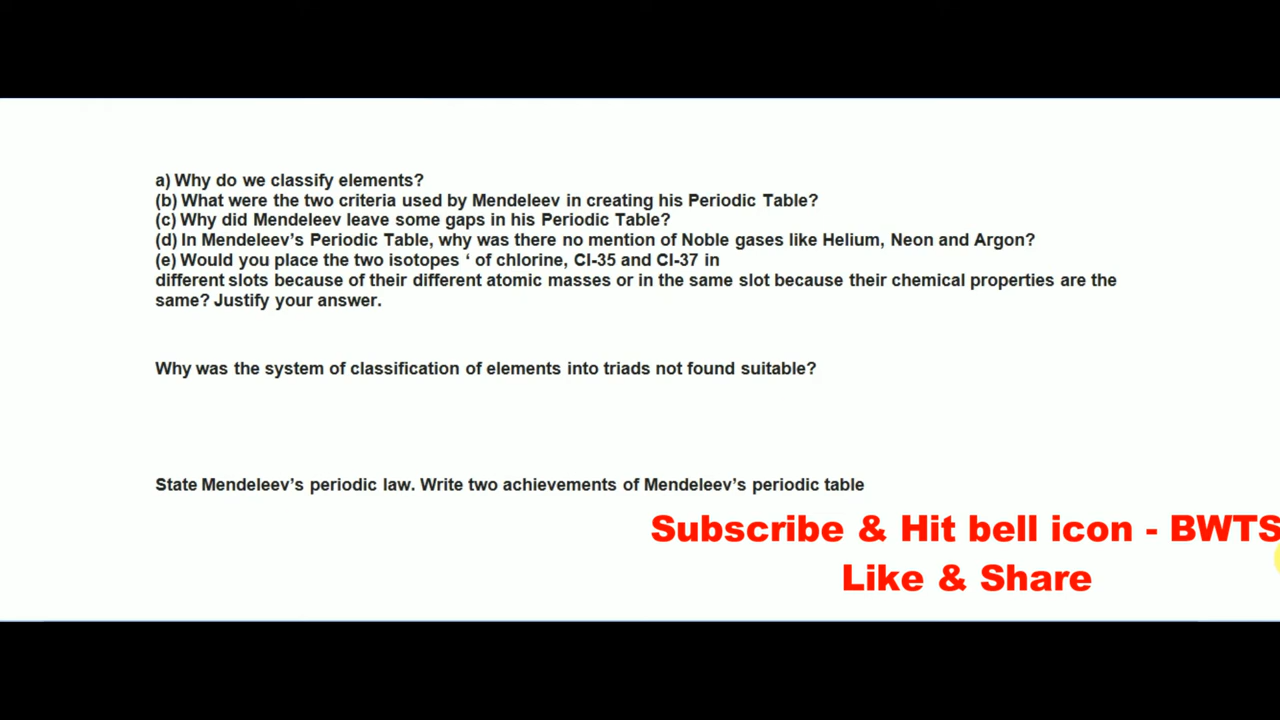 a) Why do we classify elements?
(b) What were the two criteria used by Mendeleev in creating his Periodic Table?
(c) Why did Mendeleev leave some gaps in his Periodic Table?
(d) In Mendeleev’s Periodic Table, why was there no mention of Noble gases like Helium, Neon and Argon?
(e) Would you place the two isotopes ‘ of chlorine, CI-35 and CI-37 in
different slots because of their different atomic masses or in the same slot because their chemical properties are the
same? Justify your answer.
Why was the system of classification of elements into triads not found suitable?
State Mendeleev’s periodic law. Write two achievements of Mendeleev’s periodic table
Subscribe & Hit bell icon - BWTS
Like & Share